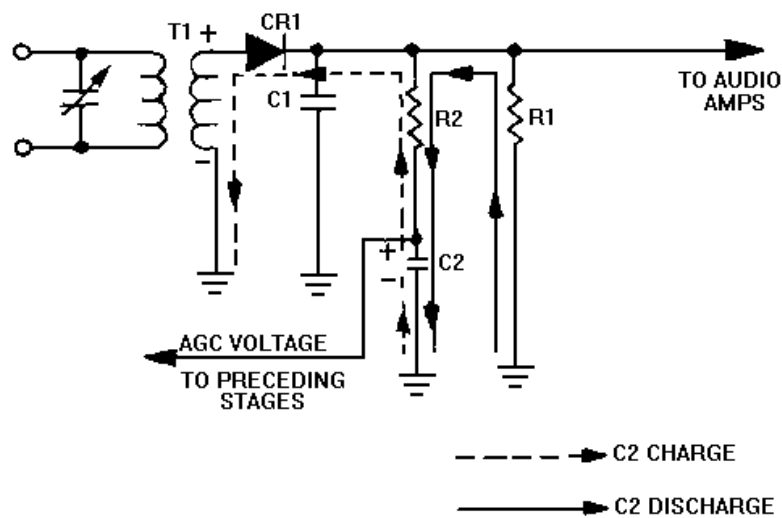 CR1
T1
+
TO AUDIO
AMPS
C1
R2
R1
-
+
C2
-
AGC VOLTAGE
TO PRECEDING
STAGES
C2 CHARGE
C2 DISCHARGE